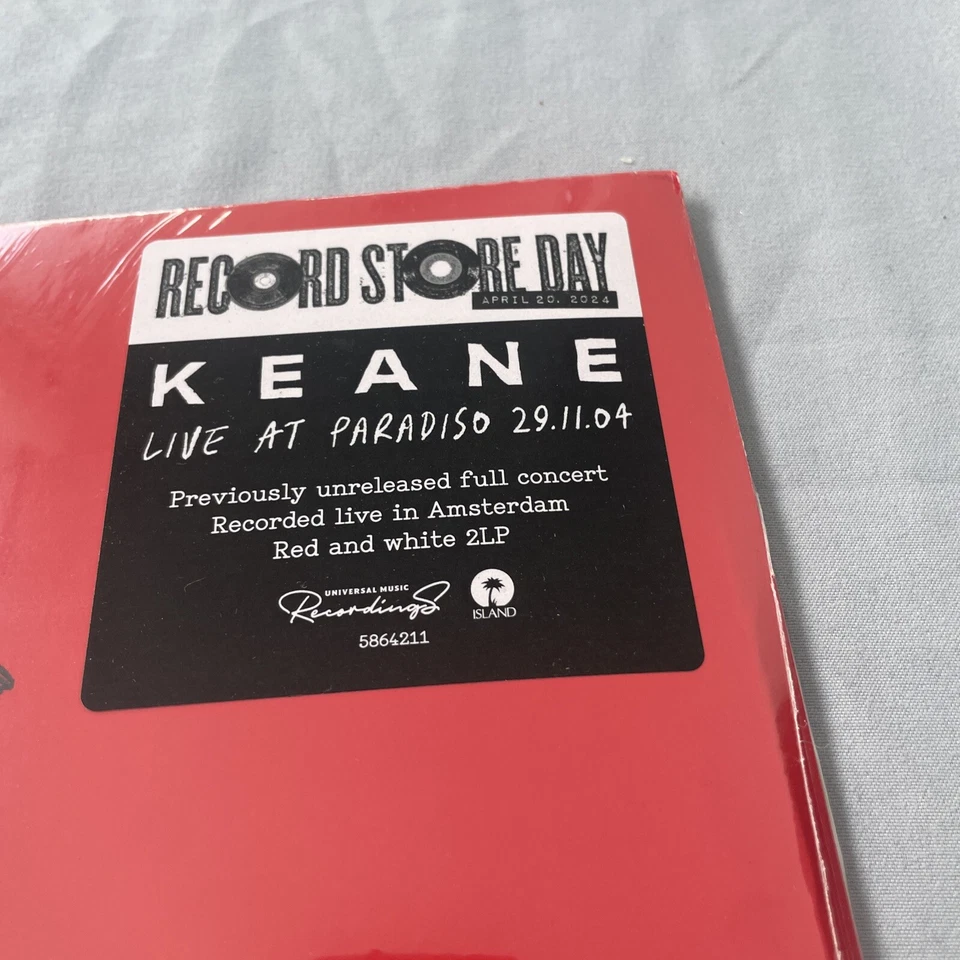 RECORD STORE DAY
APRIL 20, 2024
KEANE
LIVE AT PARADISO 29.11.04
Previously unreleased full concert
Recorded live in Amsterdam
Red and white 2LP
UNIVERSAL MUSIC
Recordings
ISLAND
5864211